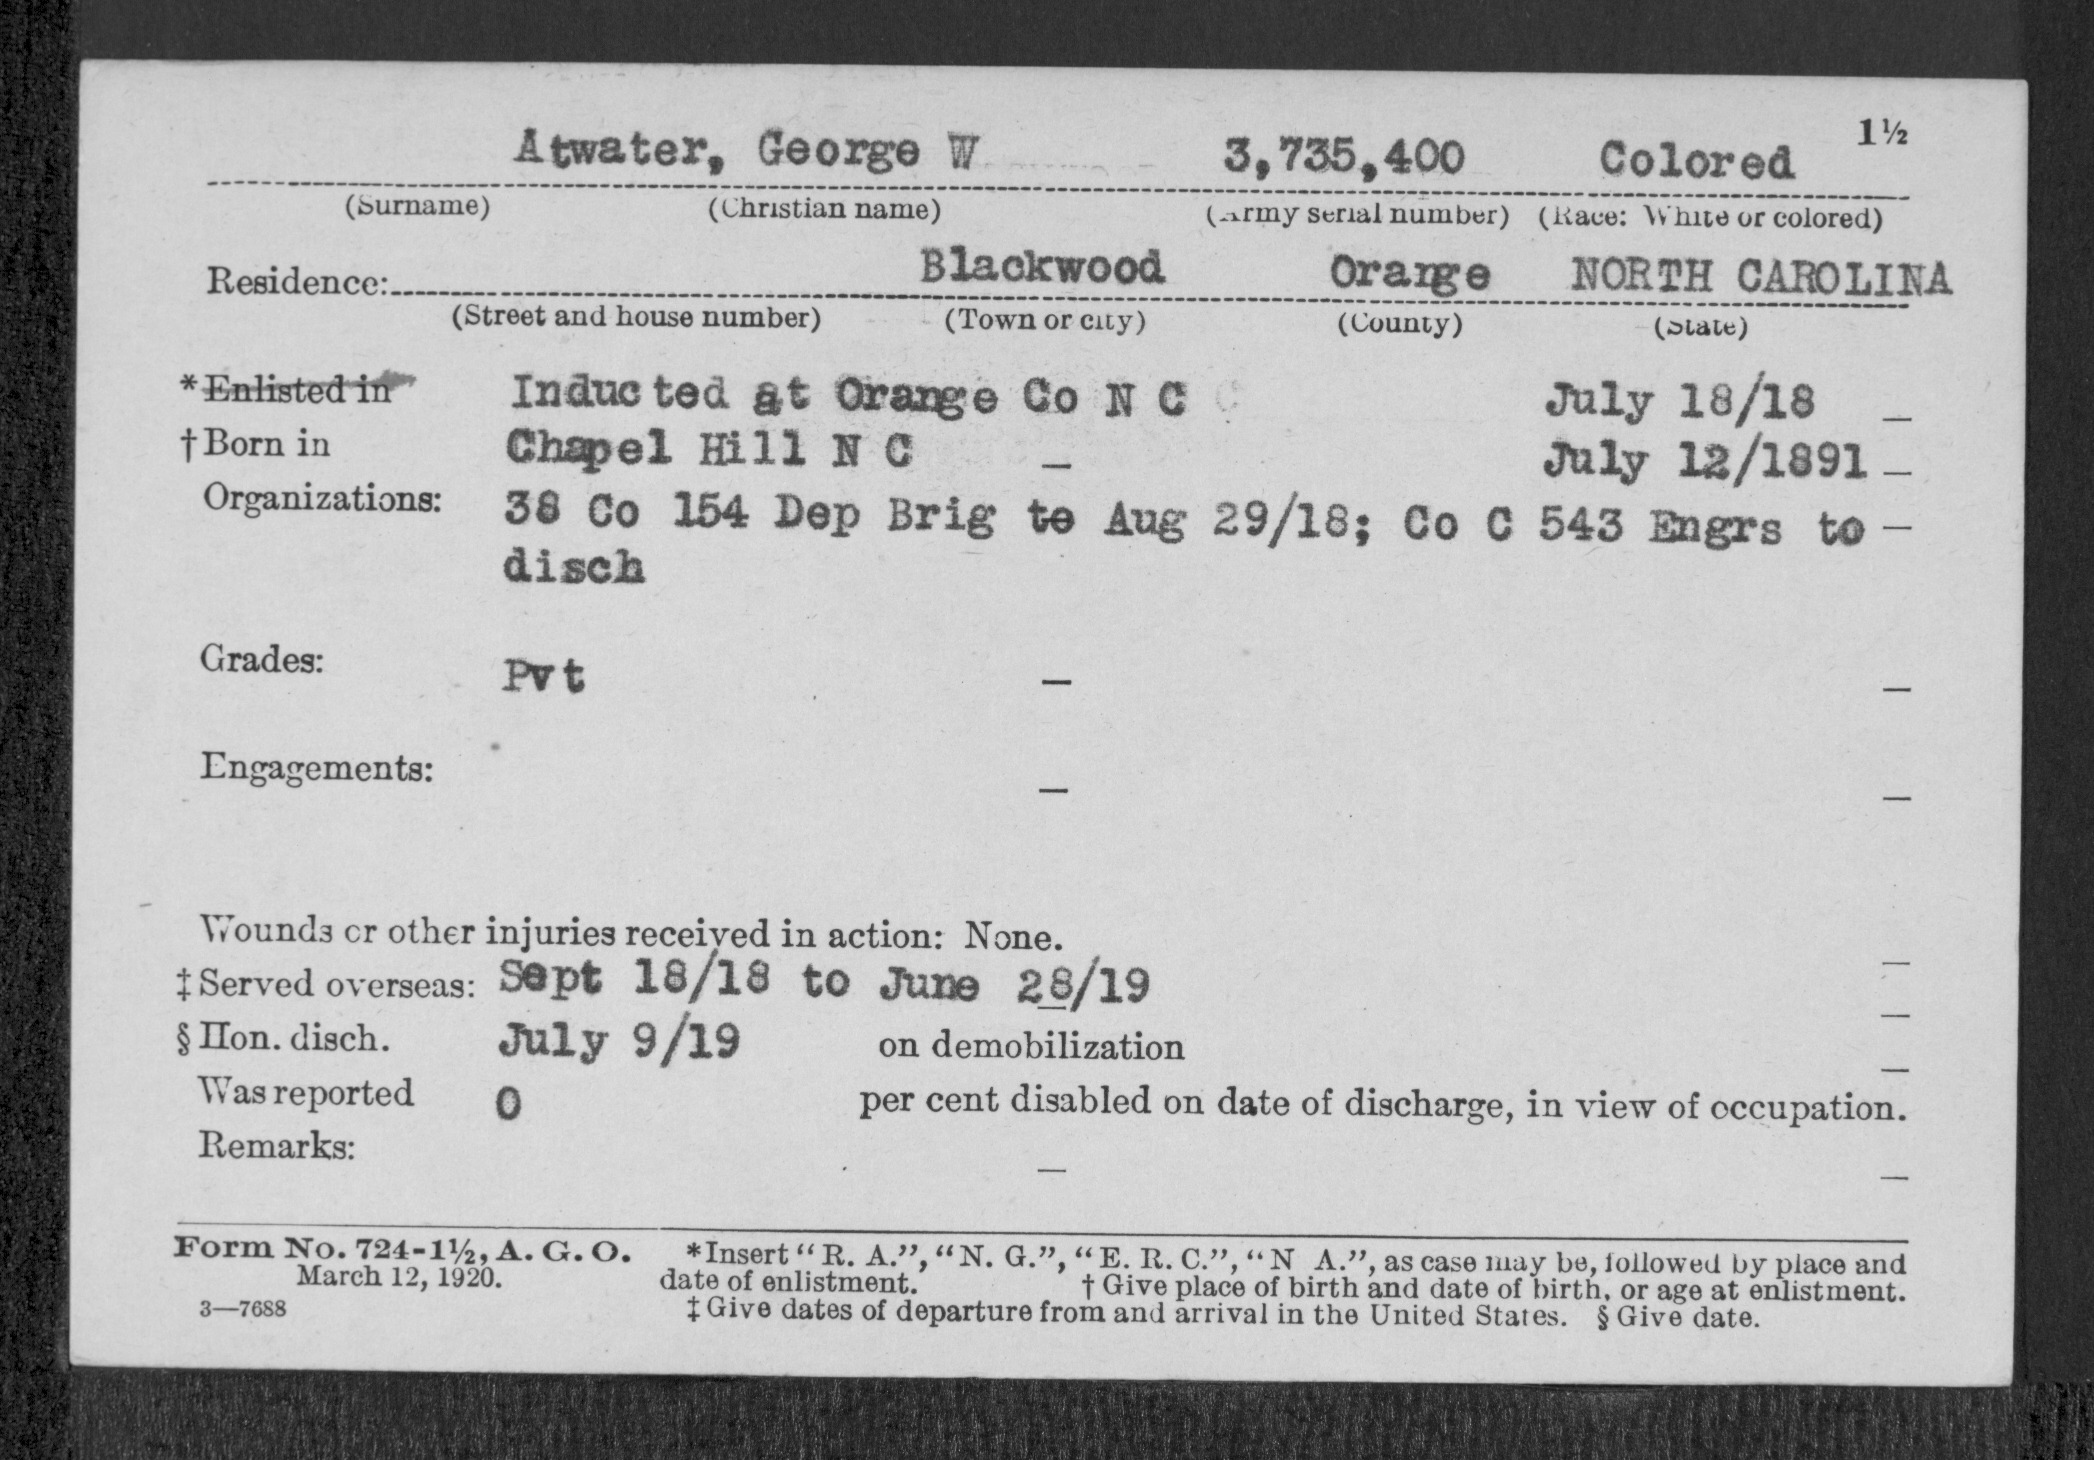 1½
Atwater, George W 3,735,400 Colored
(Surname) (Christian name) (Army serial number) (Race: White or colored)
Residence: Blackwood Orange NORTH CAROLINA
(Street and house number) (Town or city) (County) (State)
*Enlisted in Inducted at Orange Co N C July 18/18 —
†Born in Chapel Hill N C — July 12/1891 —
Organizations: 38 Co 154 Dep Brig to Aug 29/18; Co C 543 Engrs to —
disch
Grades: Pvt — —
Engagements: — —
Wounds or other injuries received in action: None. —
‡Served overseas: Sept 18/18 to June 28/19 —
§Hon. disch. July 9/19 on demobilization —
Was reported 0 per cent disabled on date of discharge, in view of occupation.
Remarks: — —
Form No. 724-1½, A. G. O. *Insert "R. A.", "N. G.", "E. R. C.", "N A.", as case may be, followed by place and
March 12, 1920. date of enlistment. †Give place of birth and date of birth, or age at enlistment.
3—7688 ‡Give dates of departure from and arrival in the United States. §Give date.